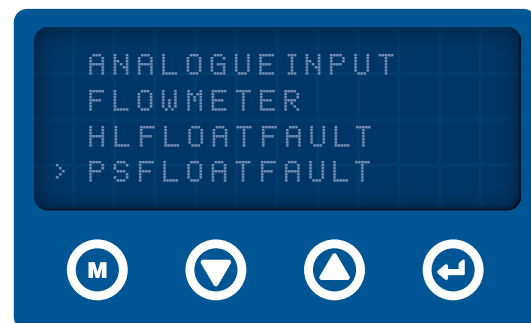 ANALOGUEINPUT
FLOWMETER
HLFLOATFAULT
> PSFLOATFAULT
M